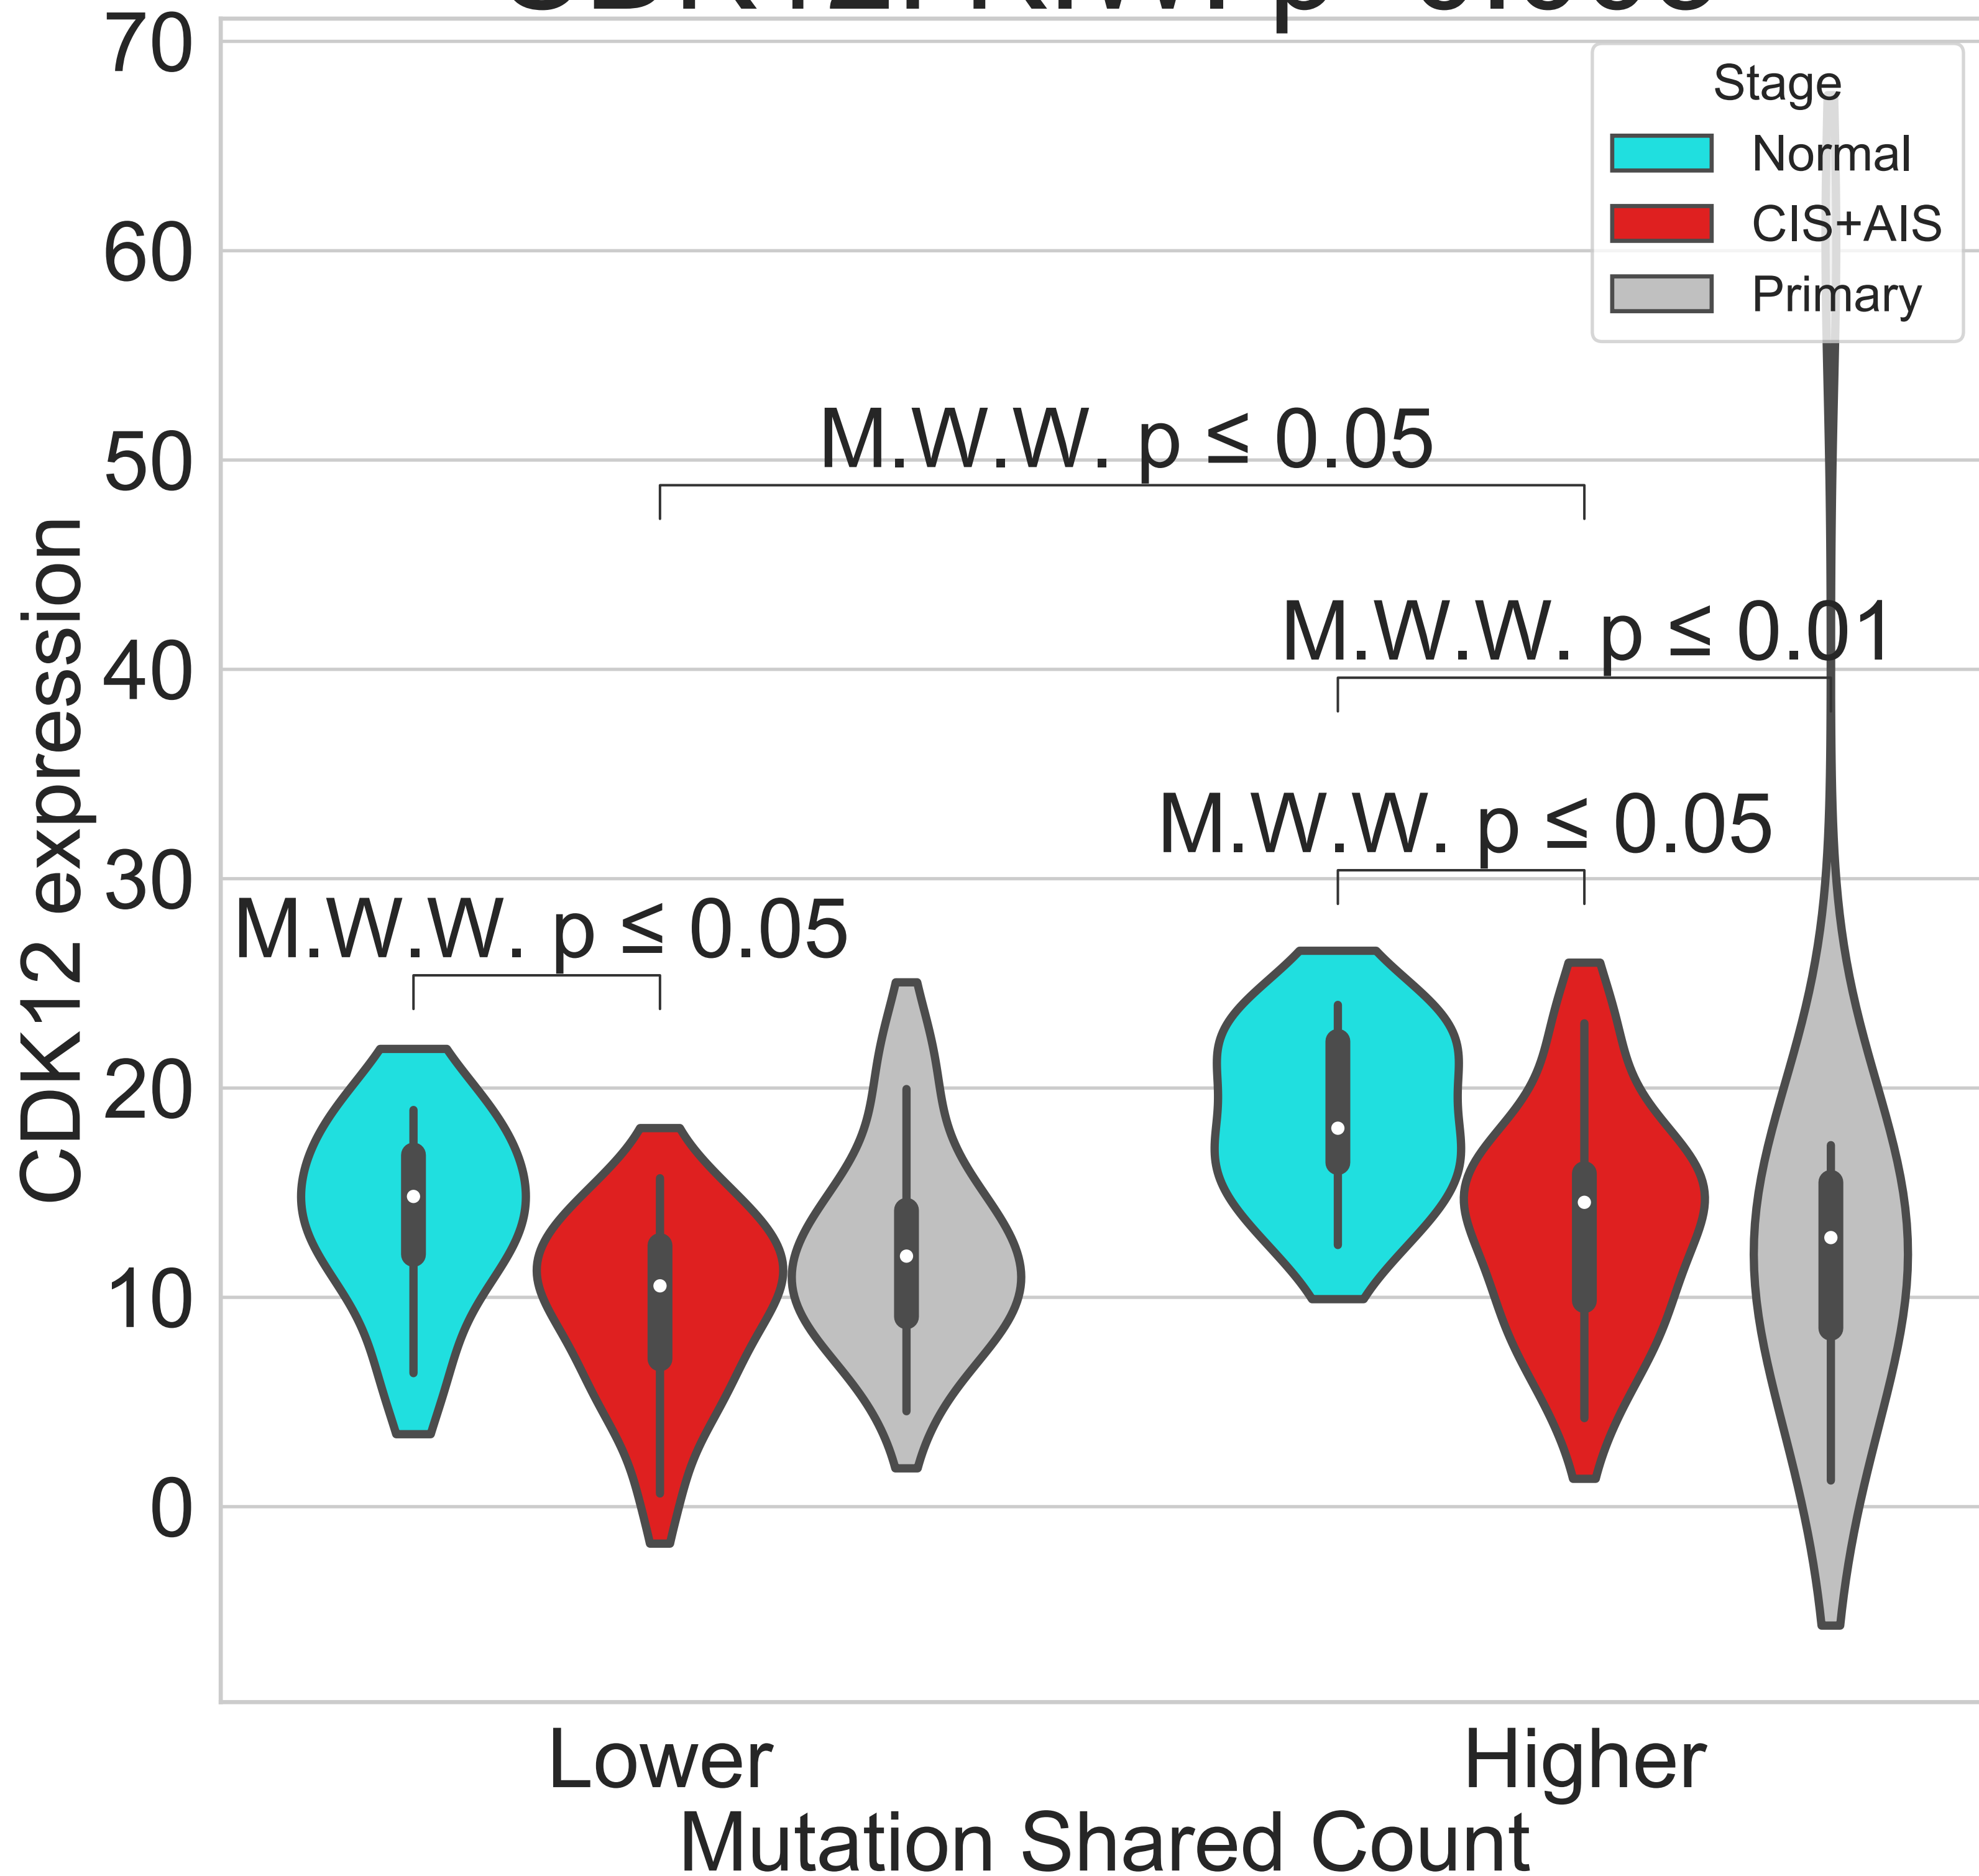 70
60
50
40
30
20
10
0
CDK12 expression
Stage
Normal
CIS+AIS
Primary
M.W.W. p ≤ 0.05
M.W.W. p ≤ 0.01
M.W.W. p ≤ 0.05
M.W.W. p ≤ 0.05
Lower
Higher
Mutation Shared Count